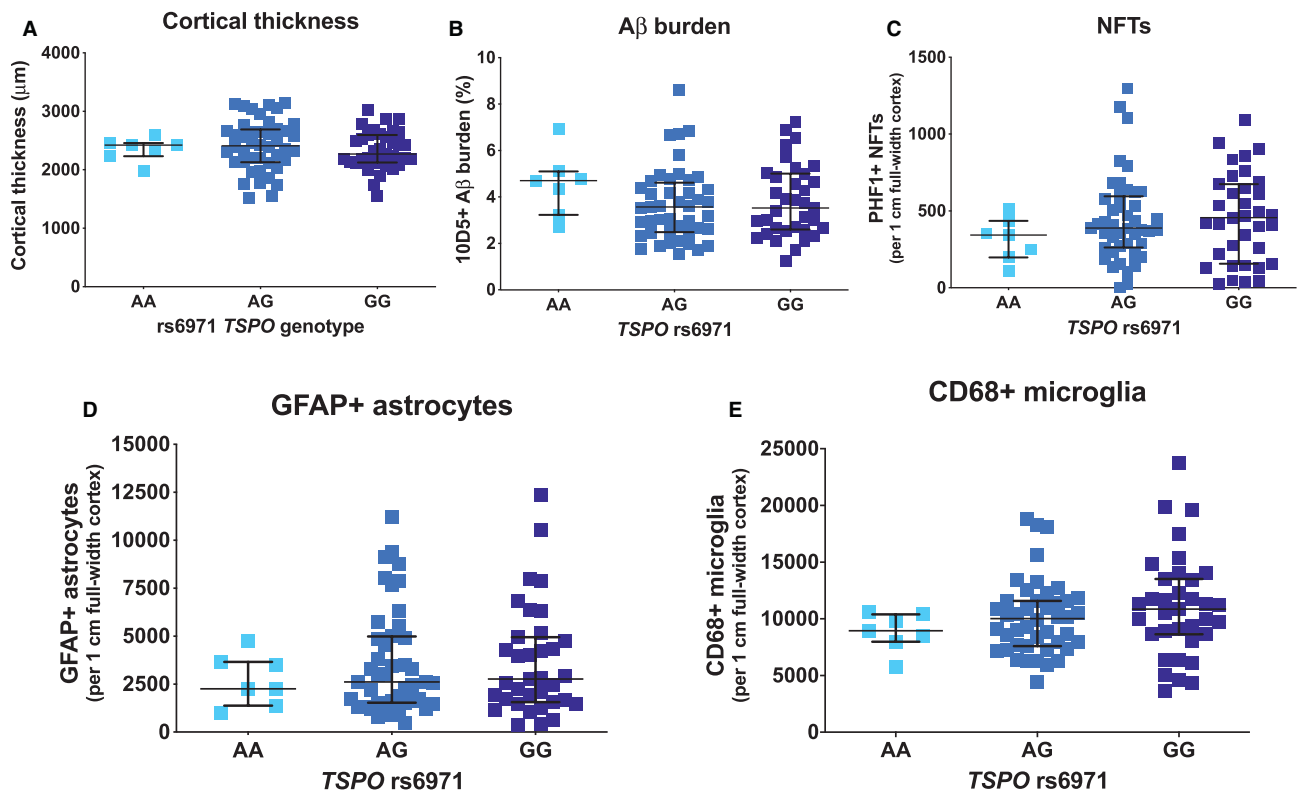 A
Cortical thickness
Cortical thickness (μm)
4000
3000
2000
1000
0
AA
AG
GG
rs6971 TSPO genotype
B
Aβ burden
10D5+ Aβ burden (%)
10
8
6
4
2
0
AA
AG
GG
TSPO rs6971
C
NFTs
PHF1+ NFTs
(per 1 cm full-width cortex)
1500
1000
500
0
AA
AG
GG
TSPO rs6971
D
GFAP+ astrocytes
GFAP+ astrocytes
(per 1 cm full-width cortex)
15000
12500
10000
7500
5000
2500
0
AA
AG
GG
TSPO rs6971
E
CD68+ microglia
CD68+ microglia
(per 1 cm full-width cortex)
25000
20000
15000
10000
5000
0
AA
AG
GG
TSPO rs6971